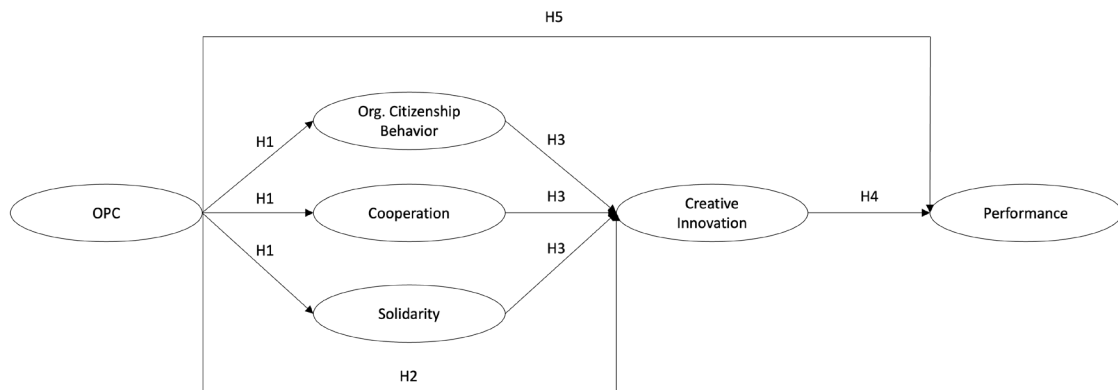 H5
Org. Citizenship
Behavior
H1
H3
OPC
H1
Cooperation
H3
Creative
Innovation
H4
Performance
H1
H3
Solidarity
H2